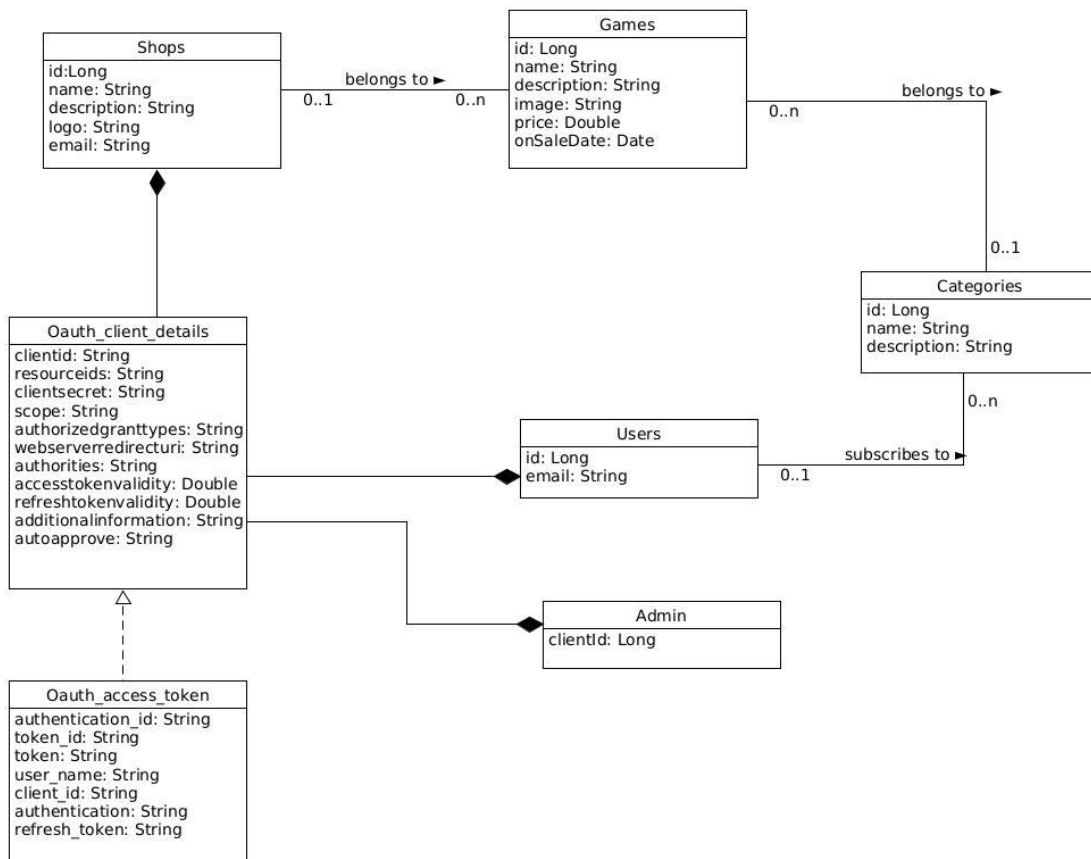 Shops
id:Long
name: String
description: String
logo: String
email: String
belongs to ►
0..1
0..n
Games
id: Long
name: String
description: String
image: String
price: Double
onSaleDate: Date
belongs to ►
0..n
0..1
Categories
id: Long
name: String
description: String
0..n
Oauth_client_details
clientid: String
resourceids: String
clientsecret: String
scope: String
authorizedgranttypes: String
webserverredirecturi: String
authorities: String
accesstokenvalidity: Double
refreshtokenvalidity: Double
additionalinformation: String
autoapprove: String
Users
id: Long
email: String
subscribes to ►
0..1
Admin
clientId: Long
Oauth_access_token
authentication_id: String
token_id: String
token: String
user_name: String
client_id: String
authentication: String
refresh_token: String